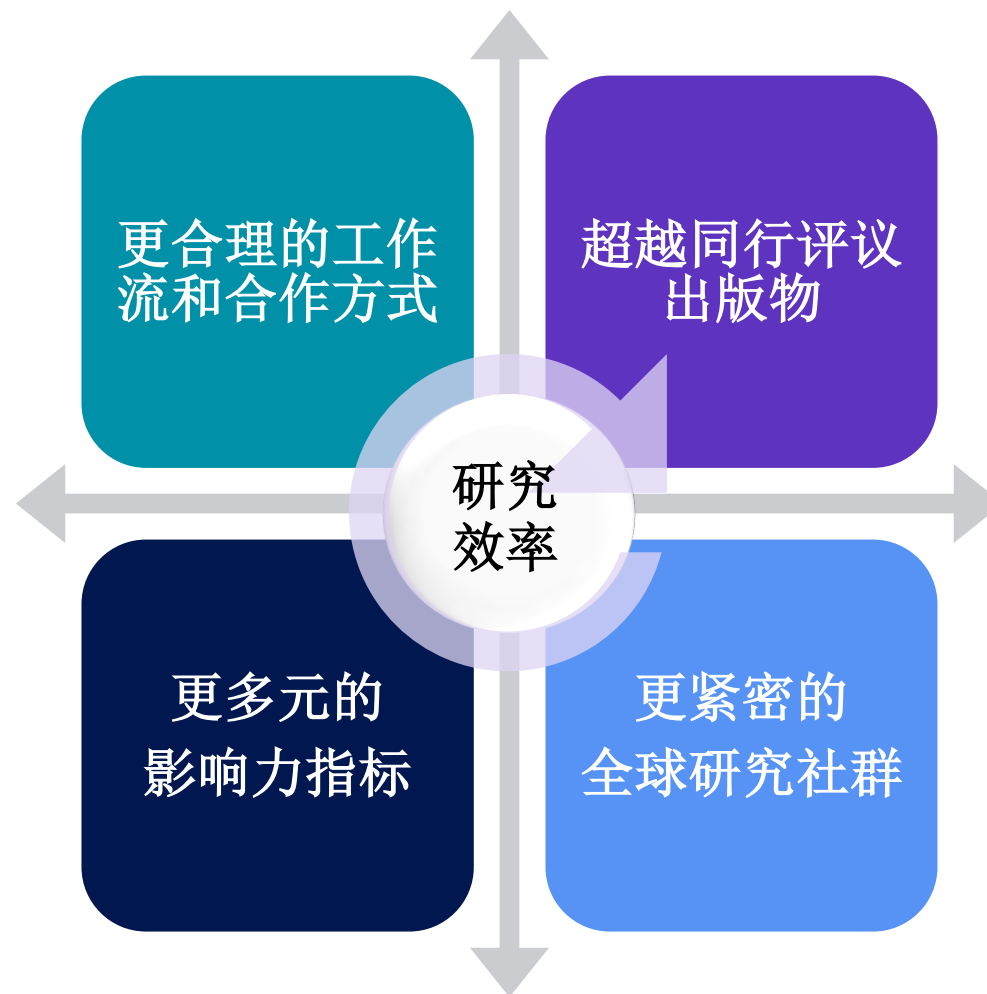 更合理的工作
流和合作方式
超越同行评议
出版物
研究
效率
更多元的
影响力指标
更紧密的
全球研究社群